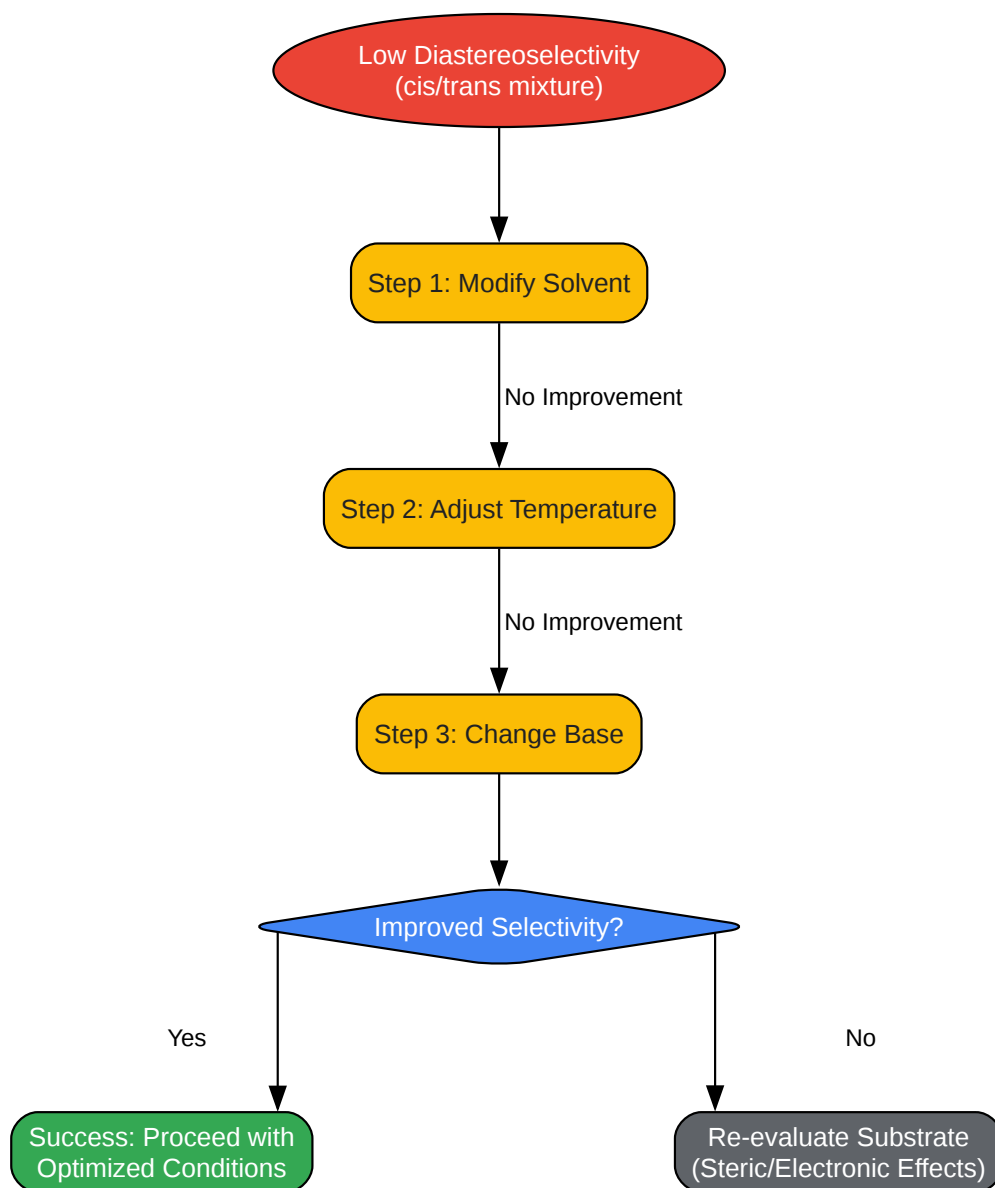 Low Diastereoselectivity
(cis/trans mixture)
Step 1: Modify Solvent
No Improvement
Step 2: Adjust Temperature
No Improvement
Step 3: Change Base
Improved Selectivity?
Yes
No
Success: Proceed with
Optimized Conditions
Re-evaluate Substrate
(Steric/Electronic Effects)